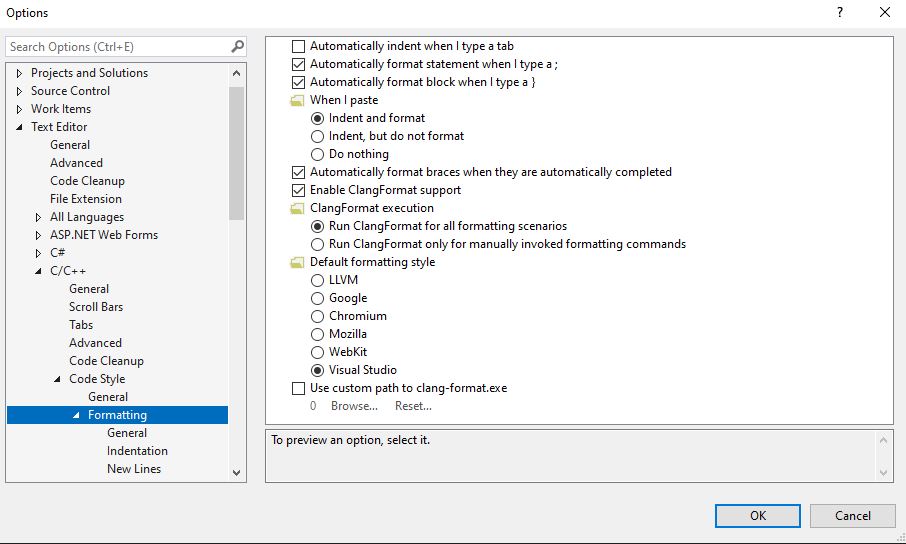 Options
?
Search Options (Ctrl+E)
Projects and Solutions
Source Control
Work Items
Text Editor
General
Advanced
Code Cleanup
File Extension
All Languages
ASP.NET Web Forms
C#
C/C++
General
Scroll Bars
Tabs
Advanced
Code Cleanup
Code Style
General
Formatting
General
Indentation
New Lines
Automatically indent when I type a tab
Automatically format statement when I type a ;
Automatically format block when I type a }
When I paste
Indent and format
Indent, but do not format
Do nothing
Automatically format braces when they are automatically completed
Enable ClangFormat support
ClangFormat execution
Run ClangFormat for all formatting scenarios
Run ClangFormat only for manually invoked formatting commands
Default formatting style
LLVM
Google
Chromium
Mozilla
WebKit
Visual Studio
Use custom path to clang-format.exe
0 Browse... Reset...
To preview an option, select it.
OK Cancel